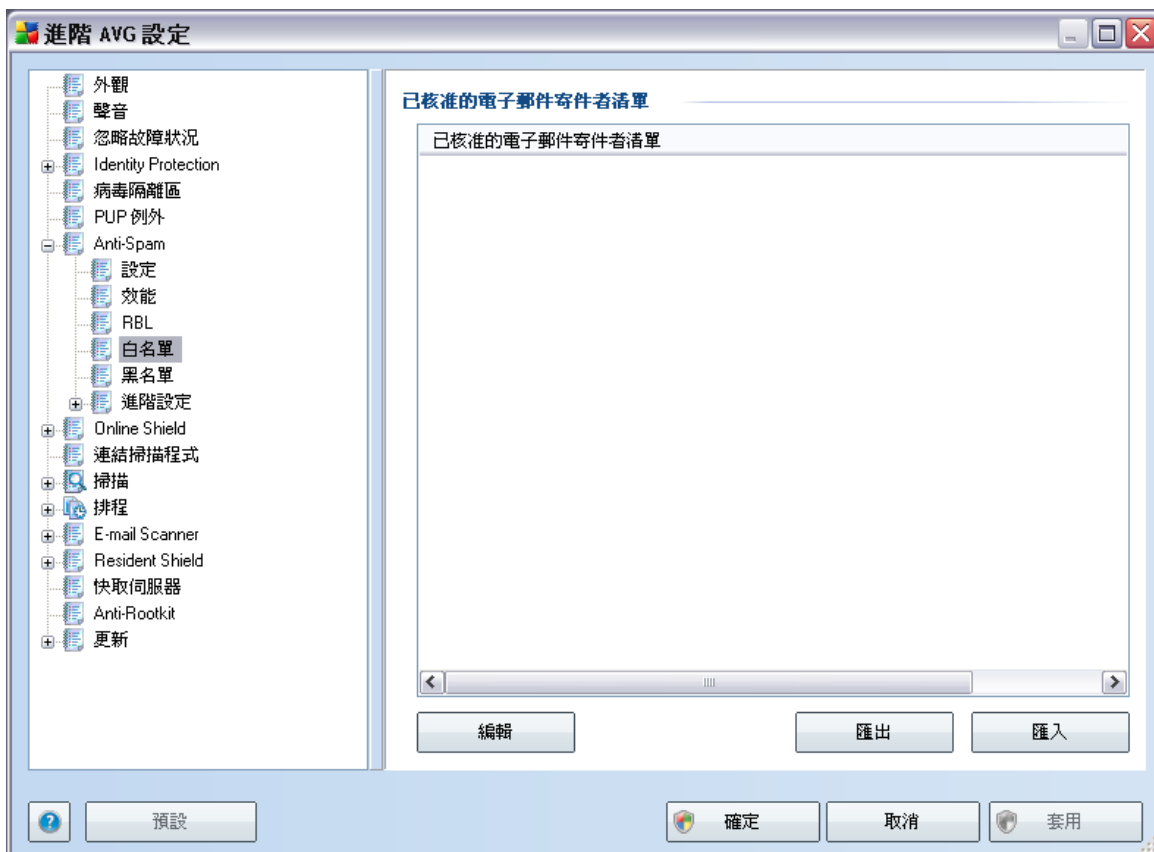 進階 AVG 設定
外觀
聲音
忽略故障狀況
Identity Protection
病毒隔離區
PUP 例外
Anti-Spam
設定
效能
RBL
白名單
黑名單
進階設定
Online Shield
連結掃描程式
掃描
排程
E-mail Scanner
Resident Shield
快取伺服器
Anti-Rootkit
更新
已核准的電子郵件寄件者清單
已核准的電子郵件寄件者清單
編輯
匯出
匯入
預設
確定
取消
套用